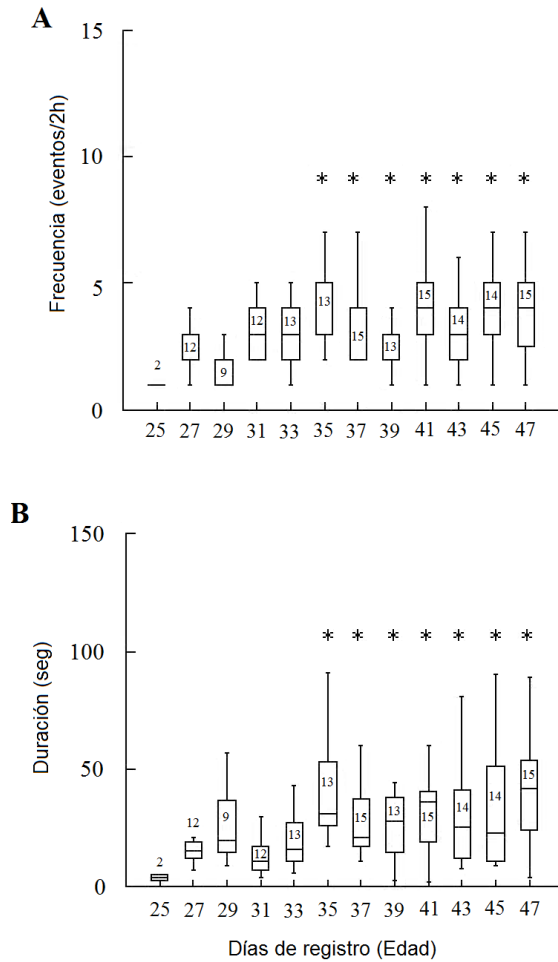 A
15
Frecuencia (eventos/2h)
10
* * * * * * *
5
2 12 9 12 13 13 15 13 15 14 14 15
0
25 27 29 31 33 35 37 39 41 43 45 47
B
150
Duración (seg)
100
* * * * * * *
50
2 12 9 12 13 13 15 13 15 14 14 15
0
25 27 29 31 33 35 37 39 41 43 45 47
Días de registro (Edad)